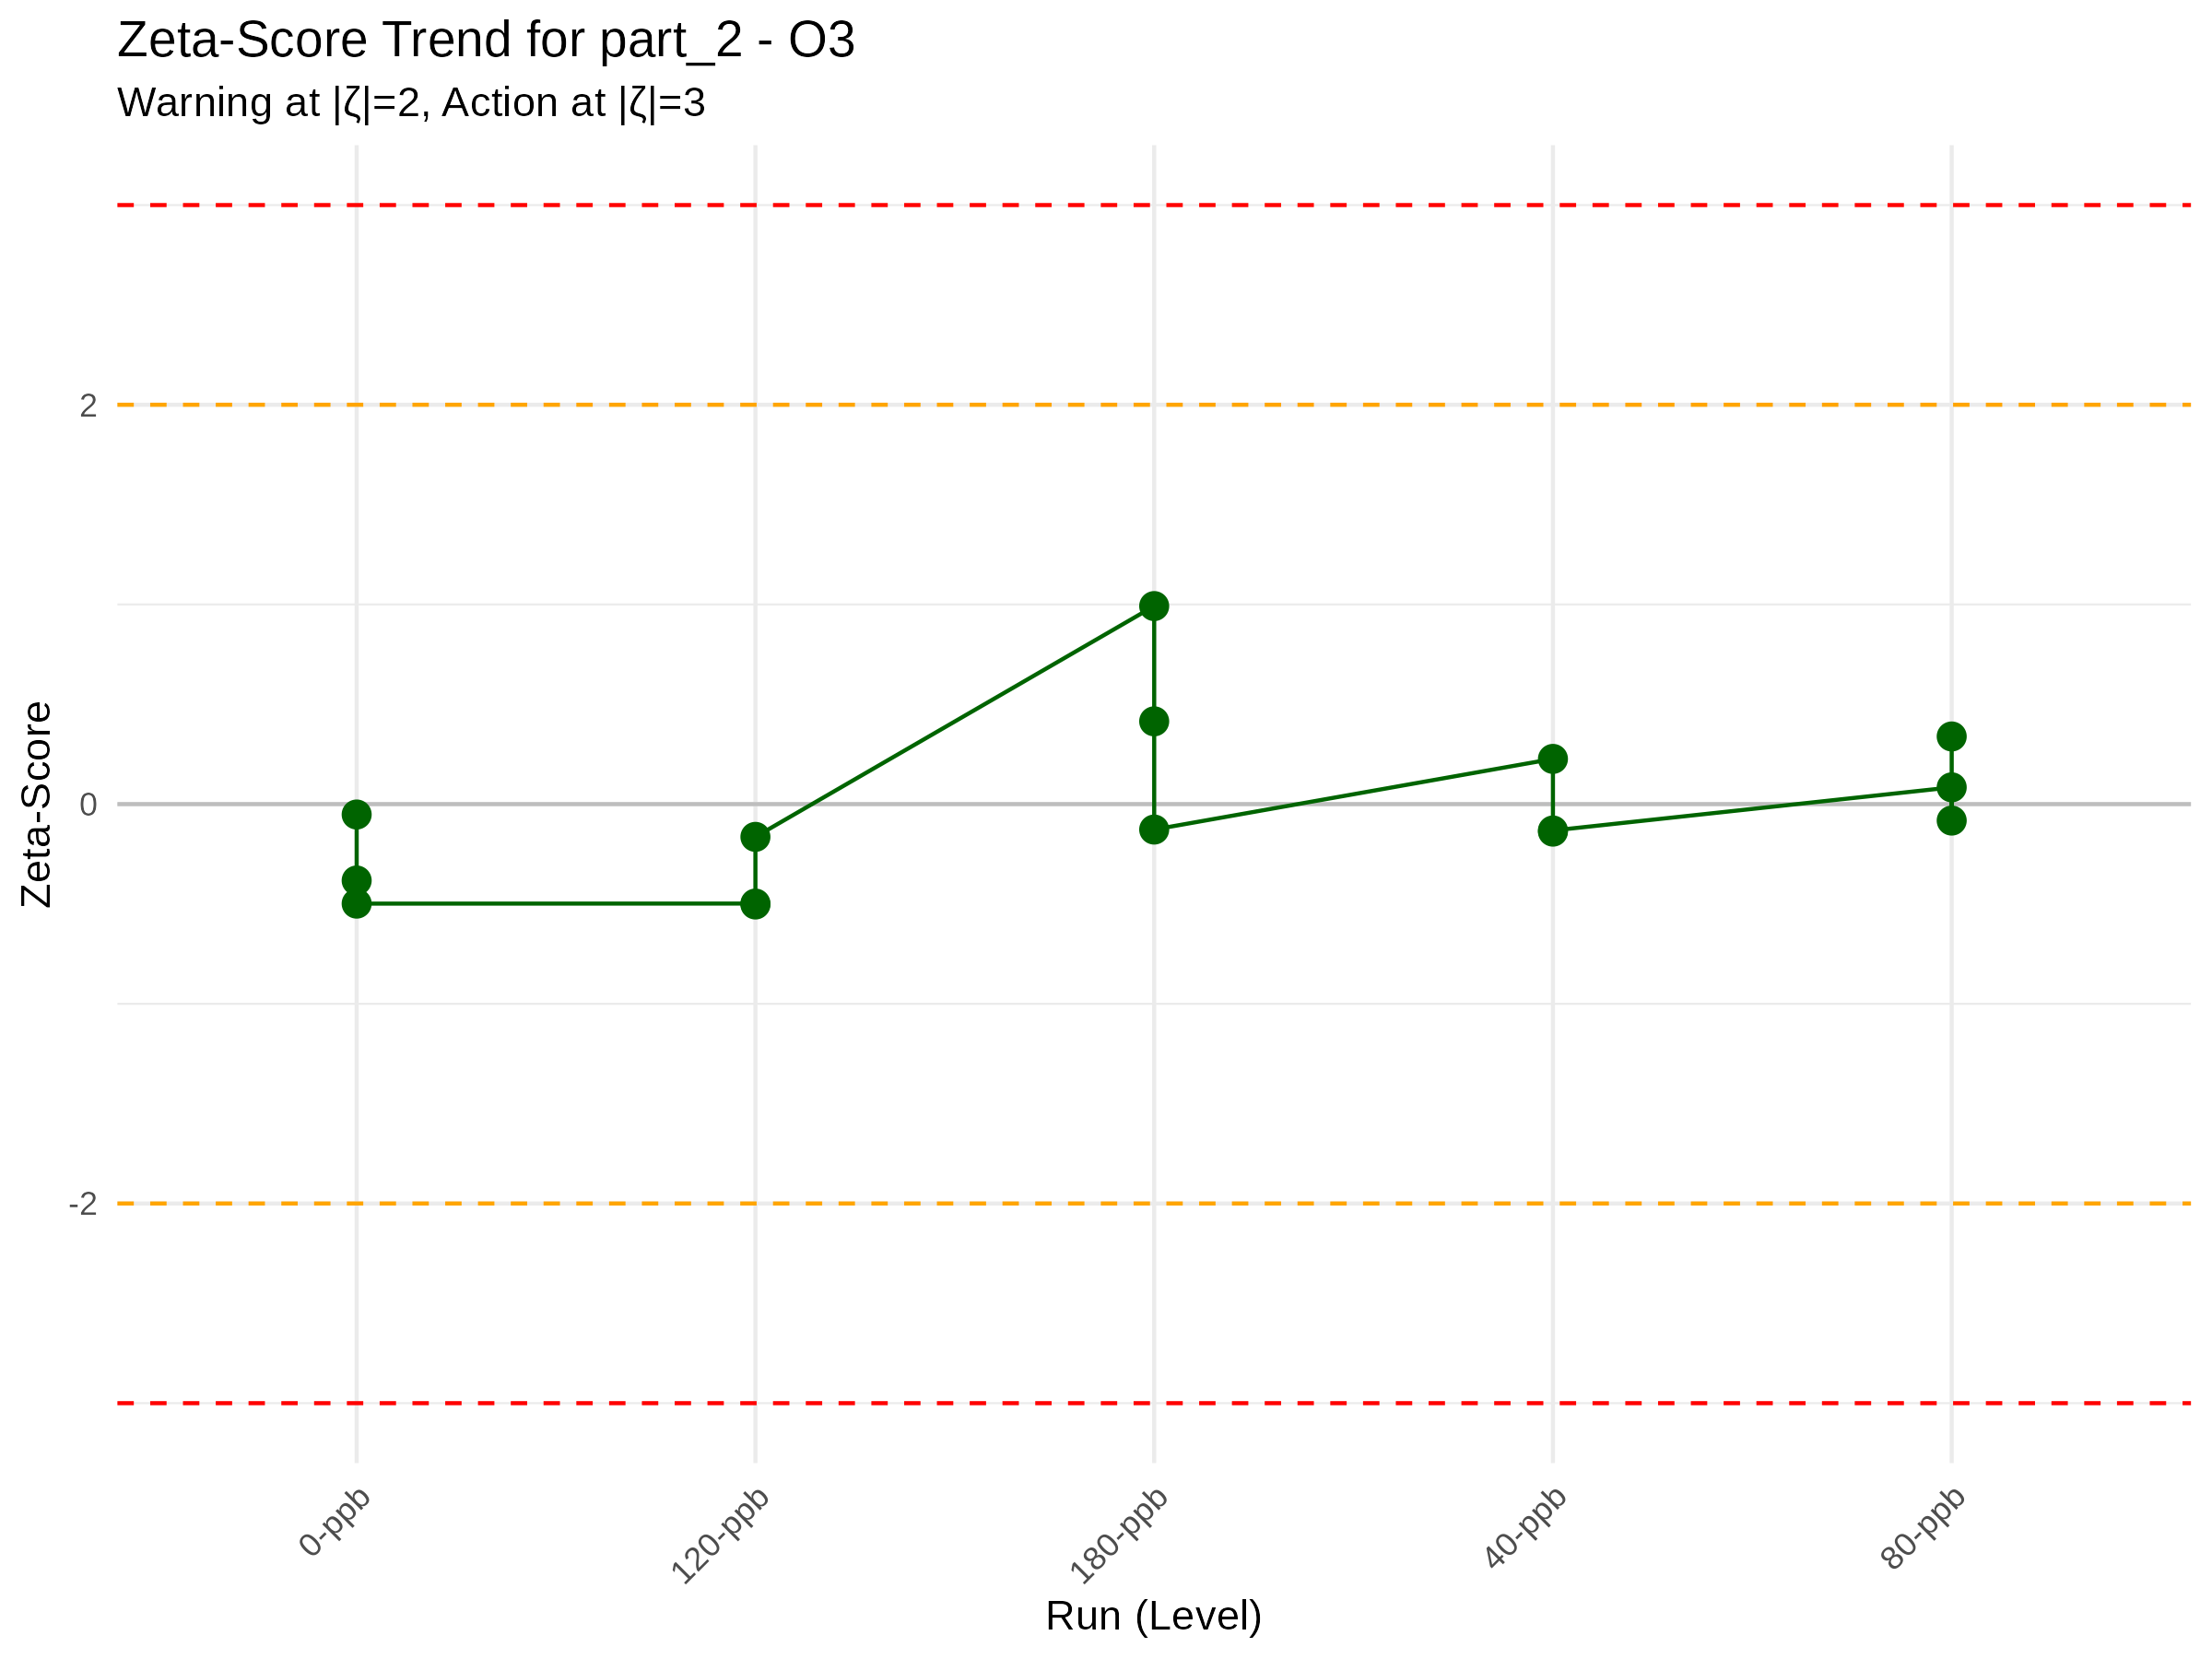 Zeta-Score Trend for part_2 - O3
Warning at |ζ|=2, Action at |ζ|=3
Zeta-Score
2
0
-2
0-ppb
120-ppb
180-ppb
40-ppb
80-ppb
Run (Level)